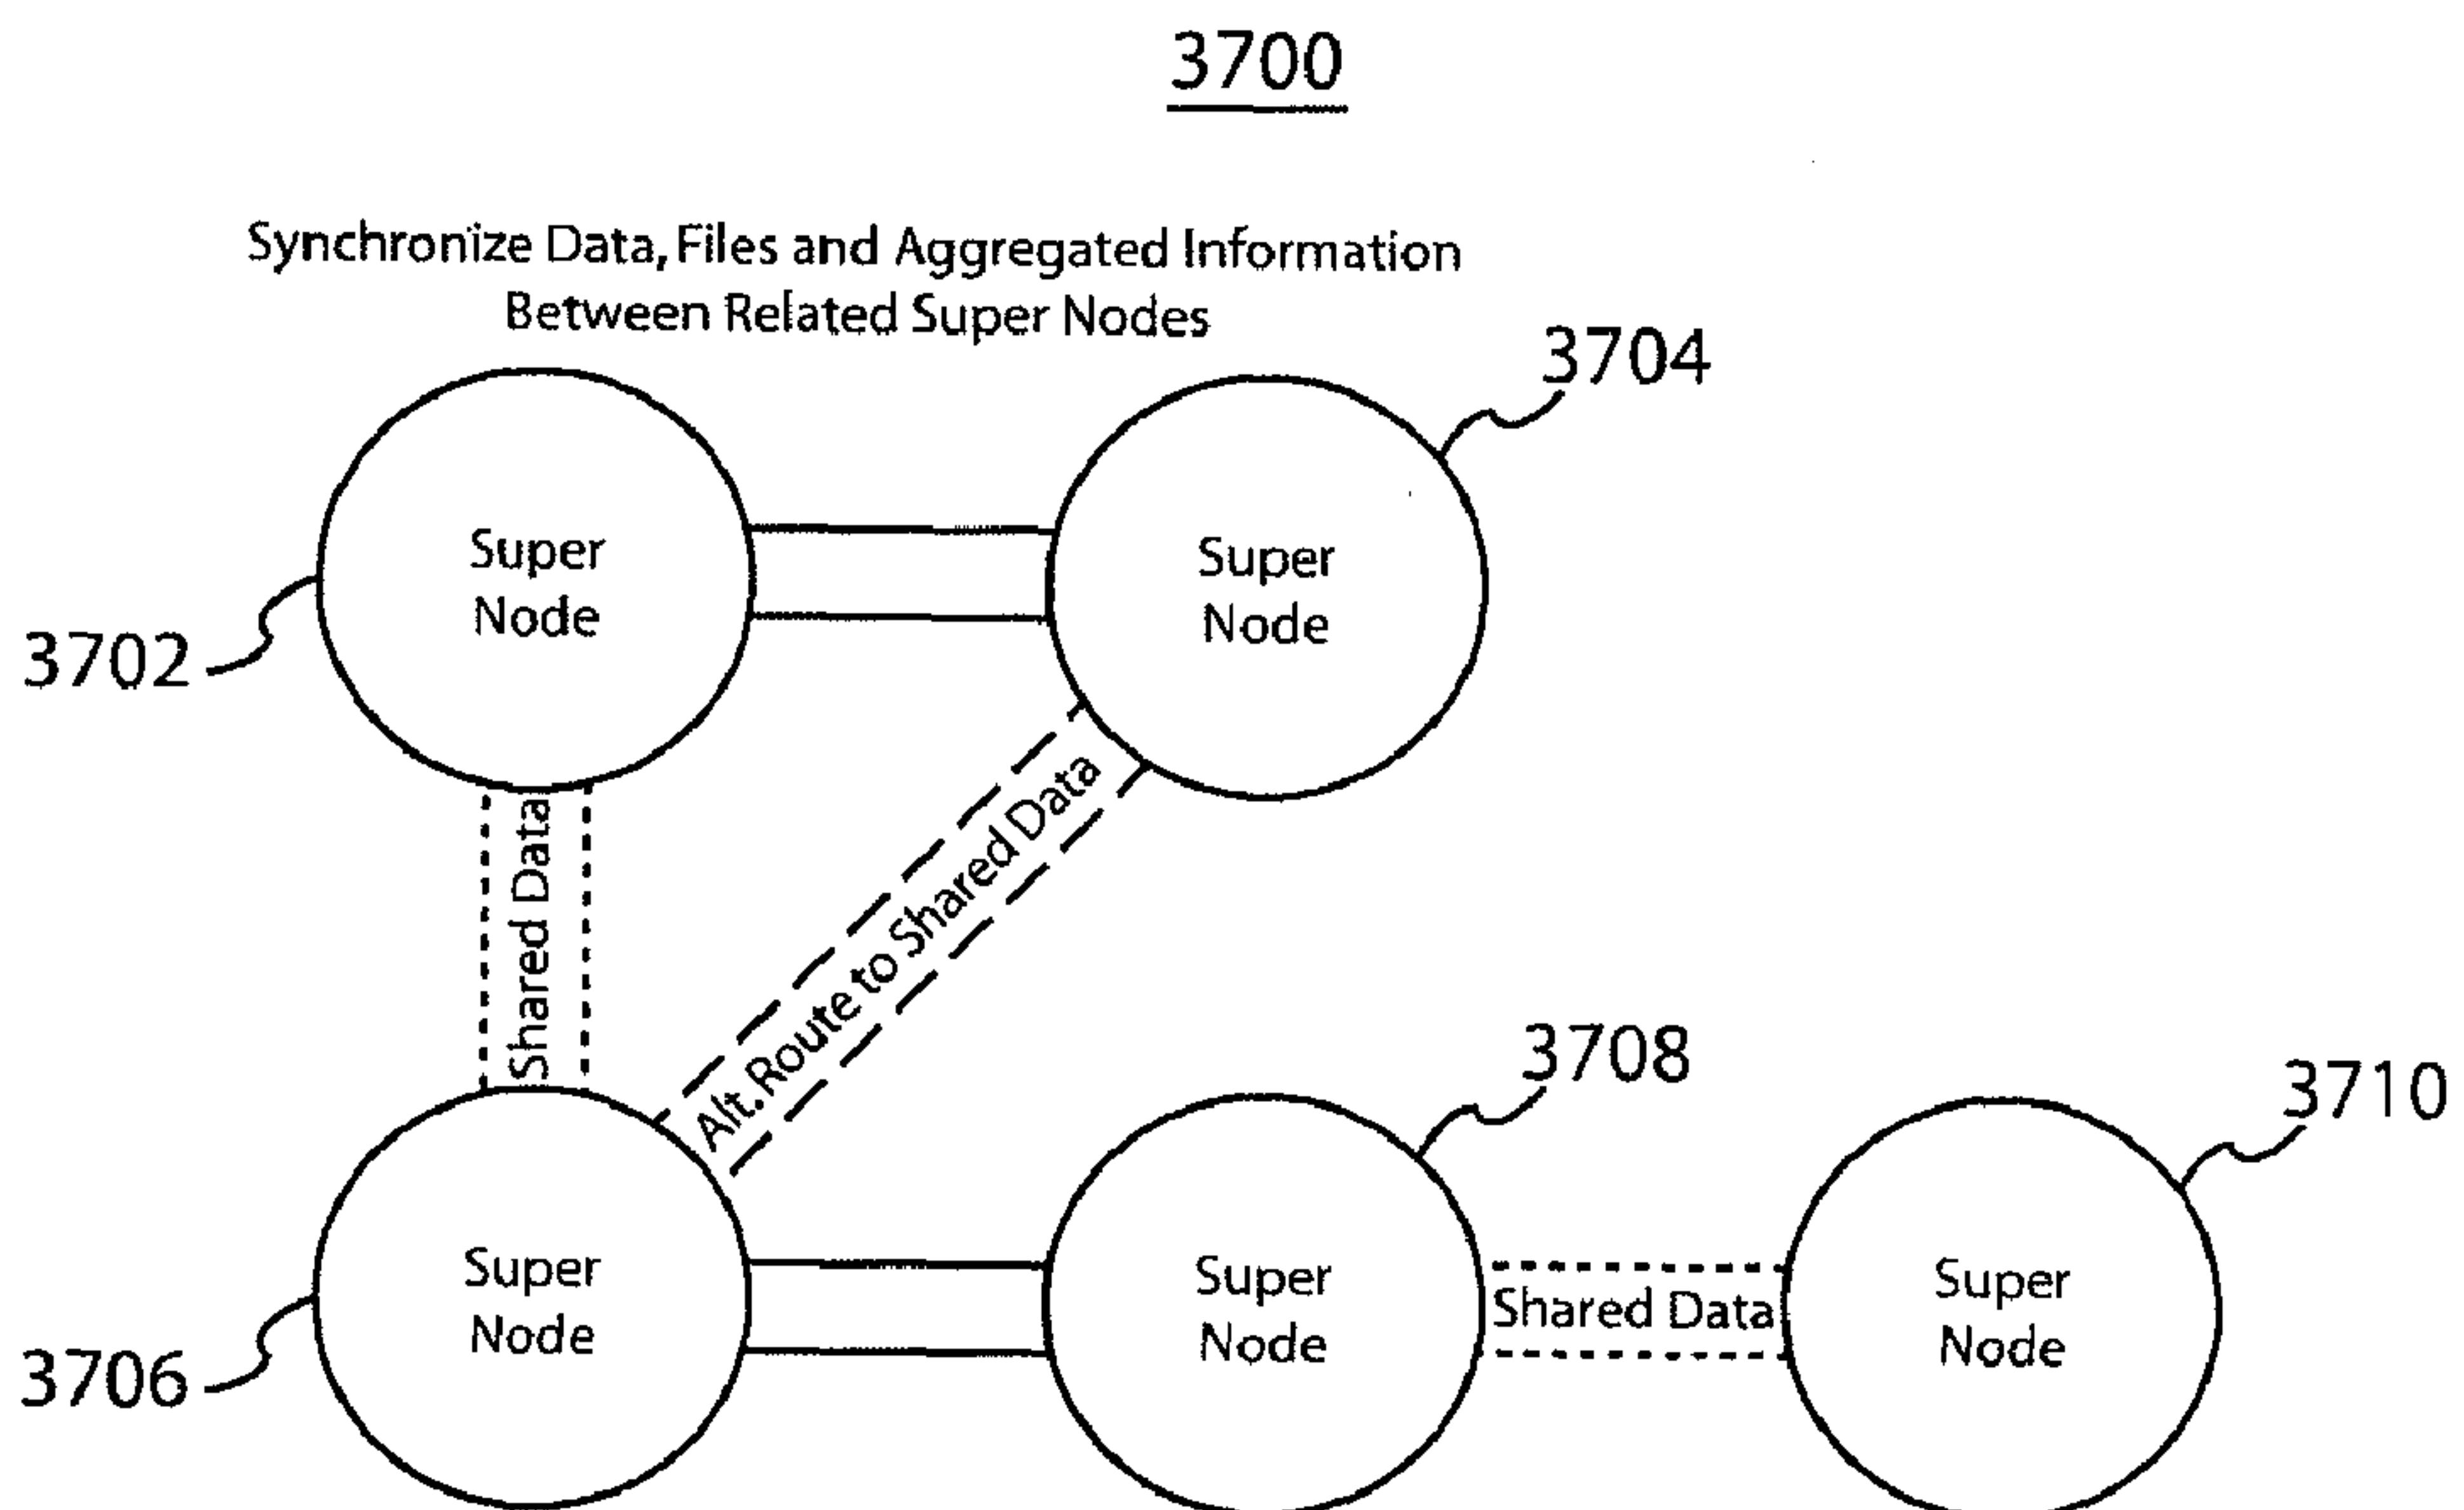 3700
Synchronize Data, Files and Aggregated Information
Between Related Super Nodes
3704
Super
Node
Super
Node
3702
Shared Data
Alt. Route to Shared Data
3708
3710
Super
Node
Super
Node
Shared Data
Super
Node
3706